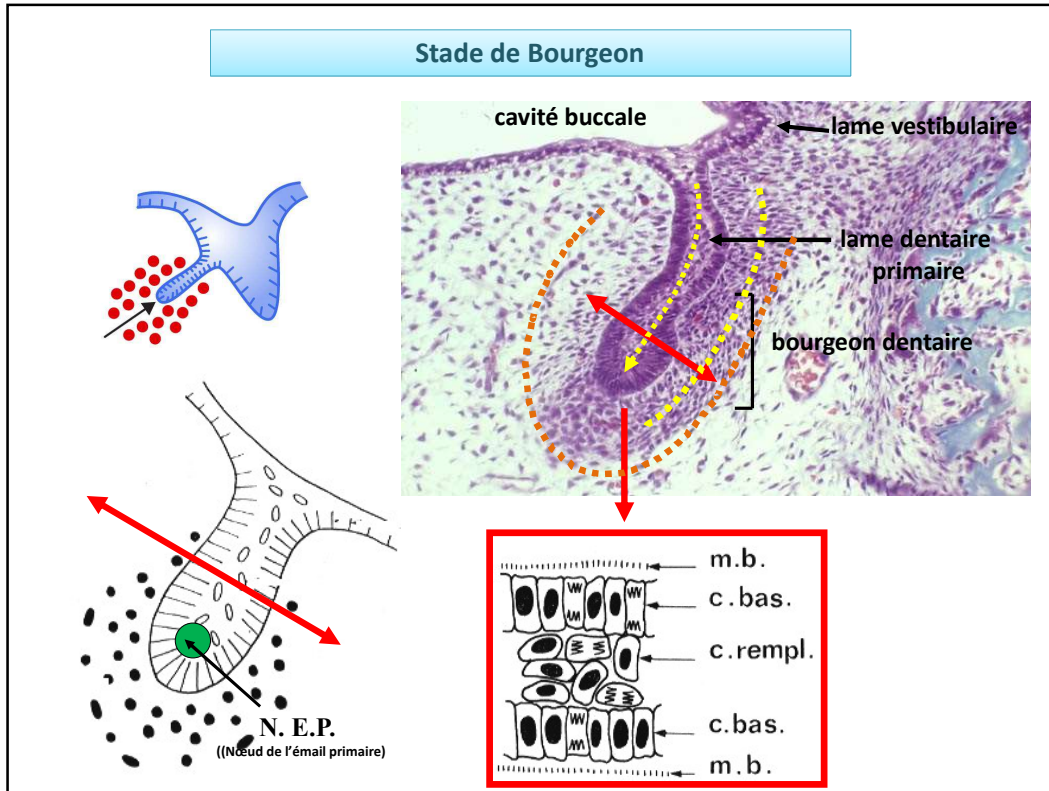 Stade de Bourgeon
cavité buccale
lame vestibulaire
lame dentaire
primaire
bourgeon dentaire
N. E.P.
((Nœud de l'émail primaire)
m.b.
c.bas.
c.rempl.
c.bas.
m.b.